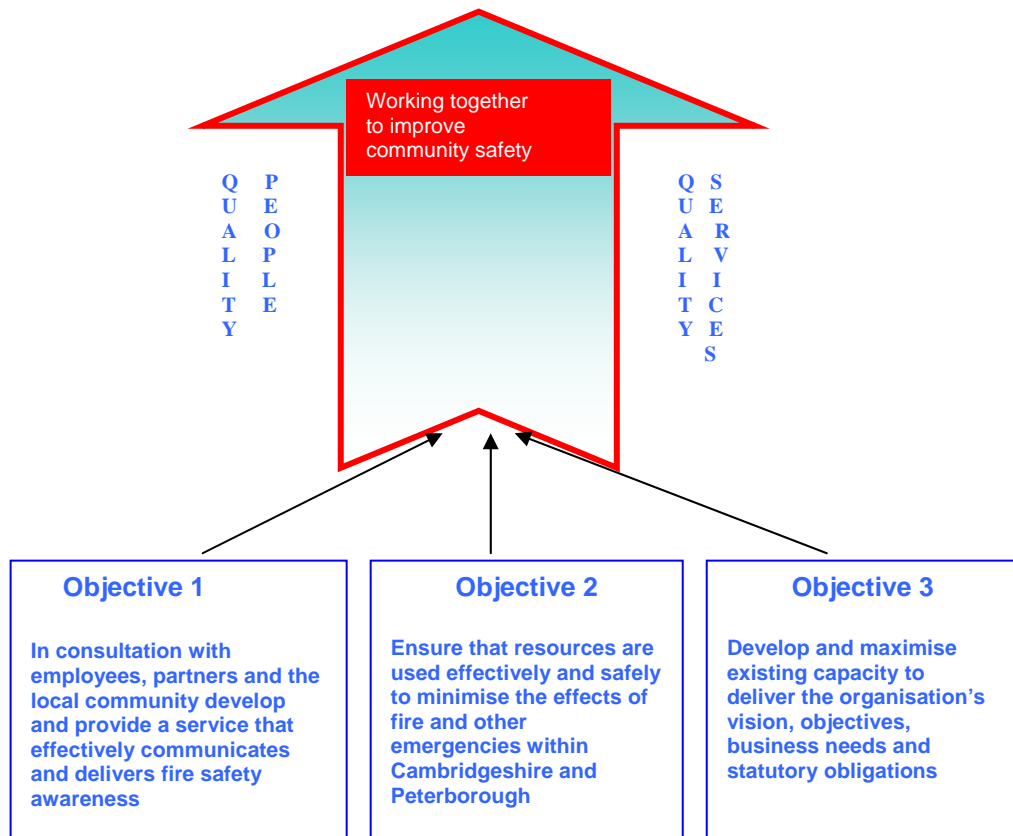 Working together
to improve
community safety
QUALITY
PEOPLE
QUALITY
SERVICES
Objective 1
In consultation with
employees, partners and the
local community develop
and provide a service that
effectively communicates
and delivers fire safety
awareness
Objective 2
Ensure that resources are
used effectively and safely
to minimise the effects of
fire and other
emergencies within
Cambridgeshire and
Peterborough
Objective 3
Develop and maximise
existing capacity to
deliver the organisation's
vision, objectives,
business needs and
statutory obligations